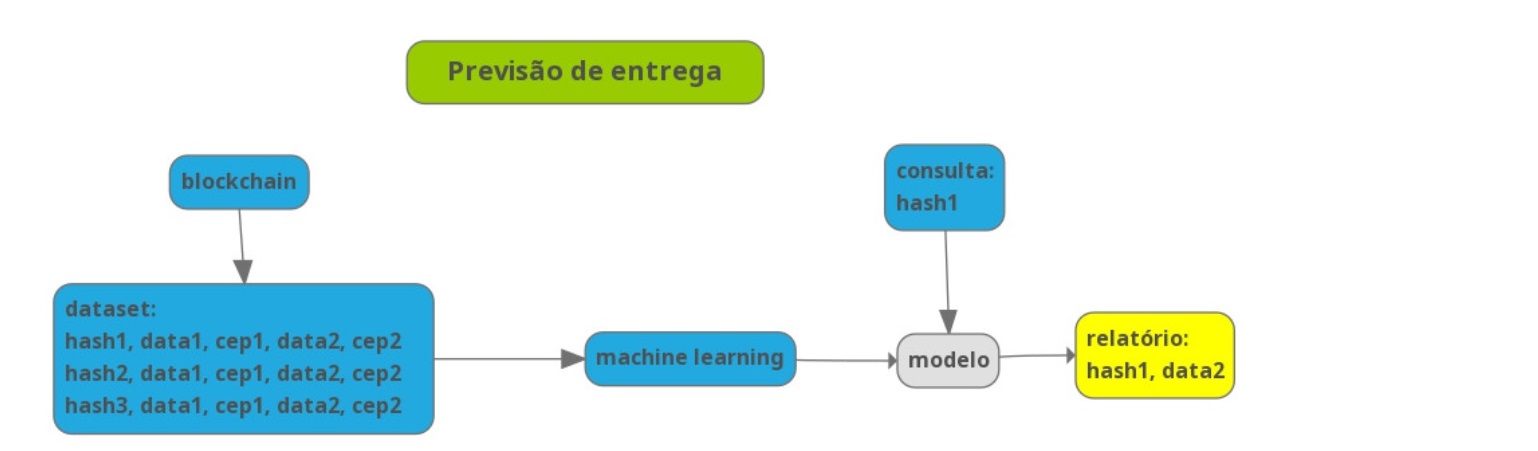 Previsão de entrega
blockchain
consulta:
hash1
dataset:
hash1, data1, cep1, data2, cep2
hash2, data1, cep1, data2, cep2
hash3, data1, cep1, data2, cep2
machine learning
modelo
relatório:
hash1, data2